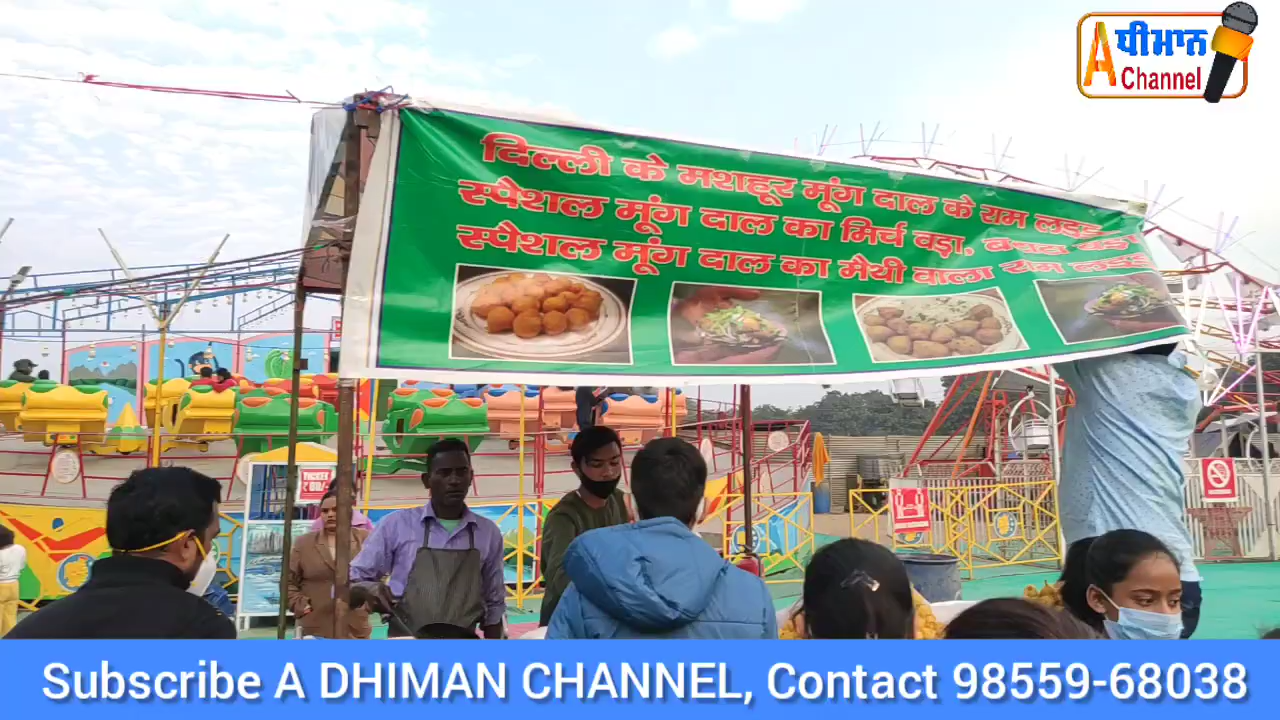 A ਧੀਮਾਨ
Channel
दिल्ली के मशहूर मूंग दाल के राम लड्डू
स्पैशल मूंग दाल का मिर्च वड़ा,
स्पैशल मूंग दाल का मैथी वाला राम लड्डू
TICKET
Subscribe A DHIMAN CHANNEL, Contact 98559-68038